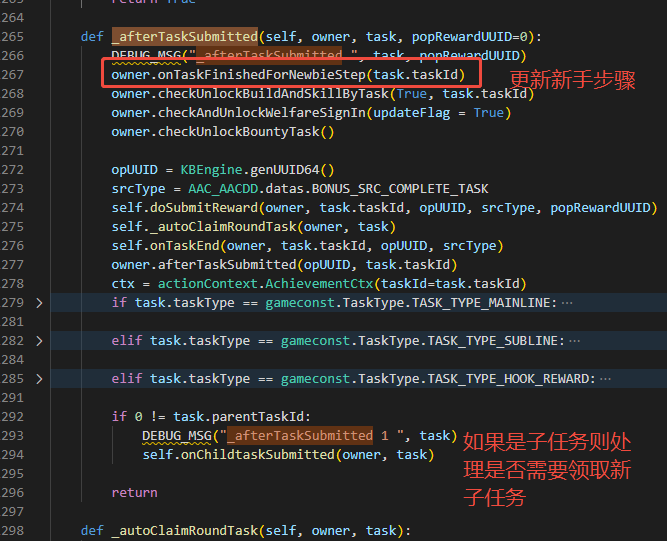 return True
264
265 def _afterTaskSubmitted(self, owner, task, popRewardUUID=0):
266 DEBUG_MSG("_afterTaskSubmitted ", task, popRewardUUID)
267 owner.onTaskFinishedForNewbieStep(task.taskId) 更新新手步骤
268 owner.checkUnlockBuildAndSkillByTask(True, task.taskId)
269 owner.checkAndUnlockWelfareSignIn(updateFlag = True)
270 owner.checkUnlockBountyTask()
271
272 opUUID = KBEngine.genUUID64()
273 srcType = AAC_AACDD.datas.BONUS_SRC_COMPLETE_TASK
274 self.doSubmitReward(owner, task.taskId, opUUID, srcType, popRewardUUID)
275 self._autoClaimRoundTask(owner, task)
276 self.onTaskEnd(owner, task.taskId, opUUID, srcType)
277 owner.afterTaskSubmitted(opUUID, task.taskId)
278 ctx = actionContext.AchievementCtx(taskId=task.taskId)
279 > if task.taskType == gameconst.TaskType.TASK_TYPE_MAINLINE:…
281
282 > elif task.taskType == gameconst.TaskType.TASK_TYPE_SUBLINE:…
284
285 > elif task.taskType == gameconst.TaskType.TASK_TYPE_HOOK_REWARD:…
291
292 if 0 != task.parentTaskId:
293 DEBUG_MSG("_afterTaskSubmitted 1 ", task)
294 self.onChildtaskSubmitted(owner, task)
295
296 return
297
298 def _autoClaimRoundTask(self, owner, task):
如果是子任务则处
理是否需要领取新
子任务